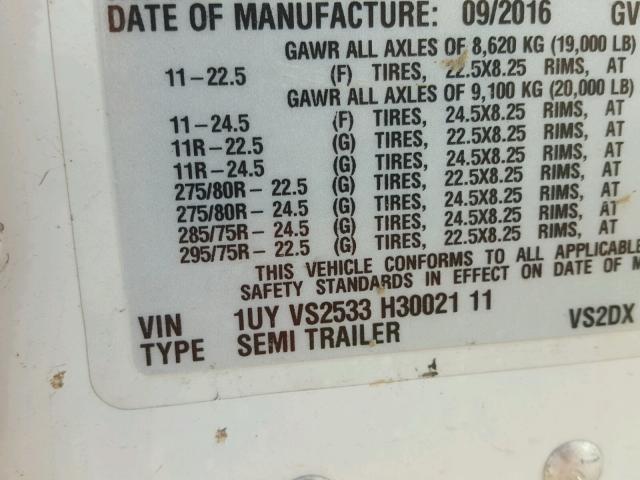 DATE OF MANUFACTURE: 09/2016 GV
GAWR ALL AXLES OF 8,620 KG (19,000 LB)
11-22.5 (F) TIRES, 22.5X8.25 RIMS, AT
GAWR ALL AXLES OF 9,100 KG (20,000 LB)
11-24.5 (F) TIRES, 24.5X8.25 RIMS, AT
11R-22.5 (G) TIRES, 22.5X8.25 RIMS, AT
11R-24.5 (G) TIRES, 24.5X8.25 RIMS, AT
275/80R- 22.5 (G) TIRES, 22.5X8.25 RIMS, AT
275/80R- 24.5 (G) TIRES, 24.5X8.25 RIMS, AT
285/75R- 24.5 (G) TIRES, 24.5X8.25 RIMS, AT
295/75R- 22.5 (G) TIRES, 22.5X8.25 RIMS, AT
THIS VEHICLE CONFORMS TO ALL APPLICABLE
SAFETY STANDARDS IN EFFECT ON DATE OF M
VIN 1UY VS2533 H30021 11 VS2DX
TYPE SEMI TRAILER